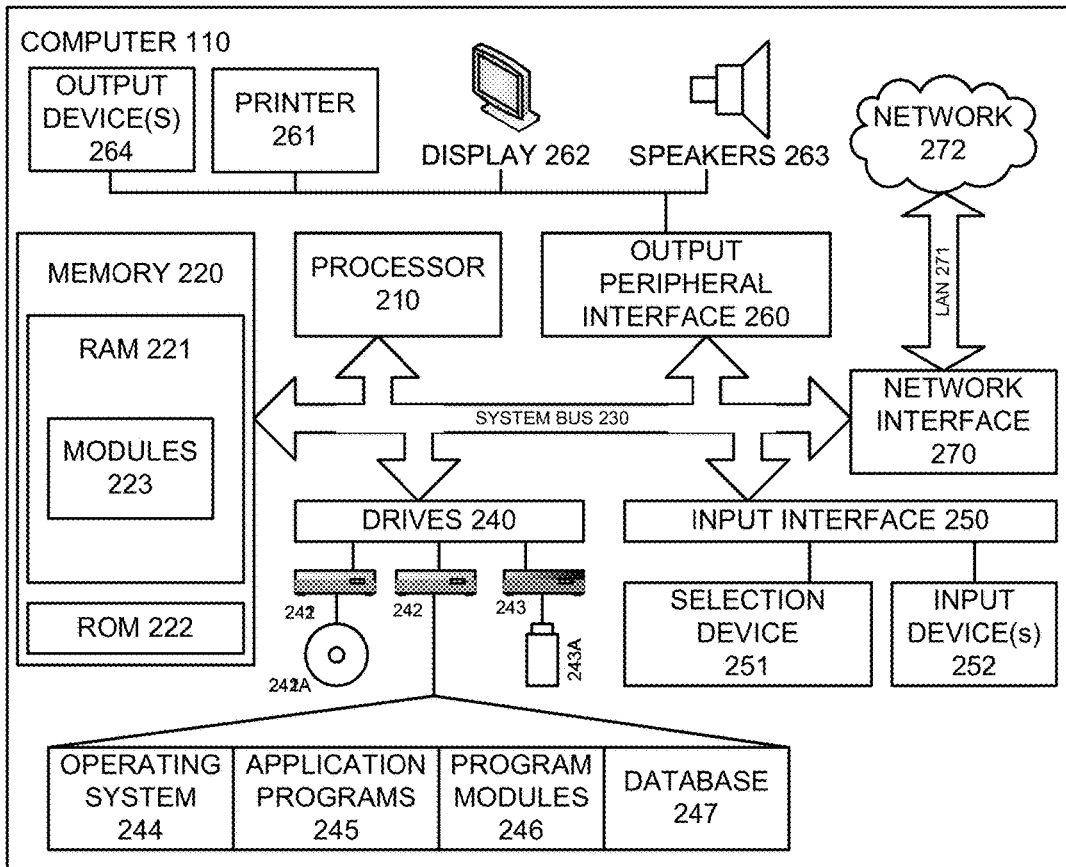 COMPUTER 110
OUTPUT
DEVICE(S)
264
PRINTER
261
DISPLAY 262
SPEAKERS 263
NETWORK
272
MEMORY 220
RAM 221
MODULES
223
ROM 222
PROCESSOR
210
OUTPUT
PERIPHERAL
INTERFACE 260
LAN 271
SYSTEM BUS 230
NETWORK
INTERFACE
270
DRIVES 240
INPUT INTERFACE 250
242
243
243A
SELECTION
DEVICE
251
INPUT
DEVICE(s)
252
OPERATING
SYSTEM
244
APPLICATION
PROGRAMS
245
PROGRAM
MODULES
246
DATABASE
247